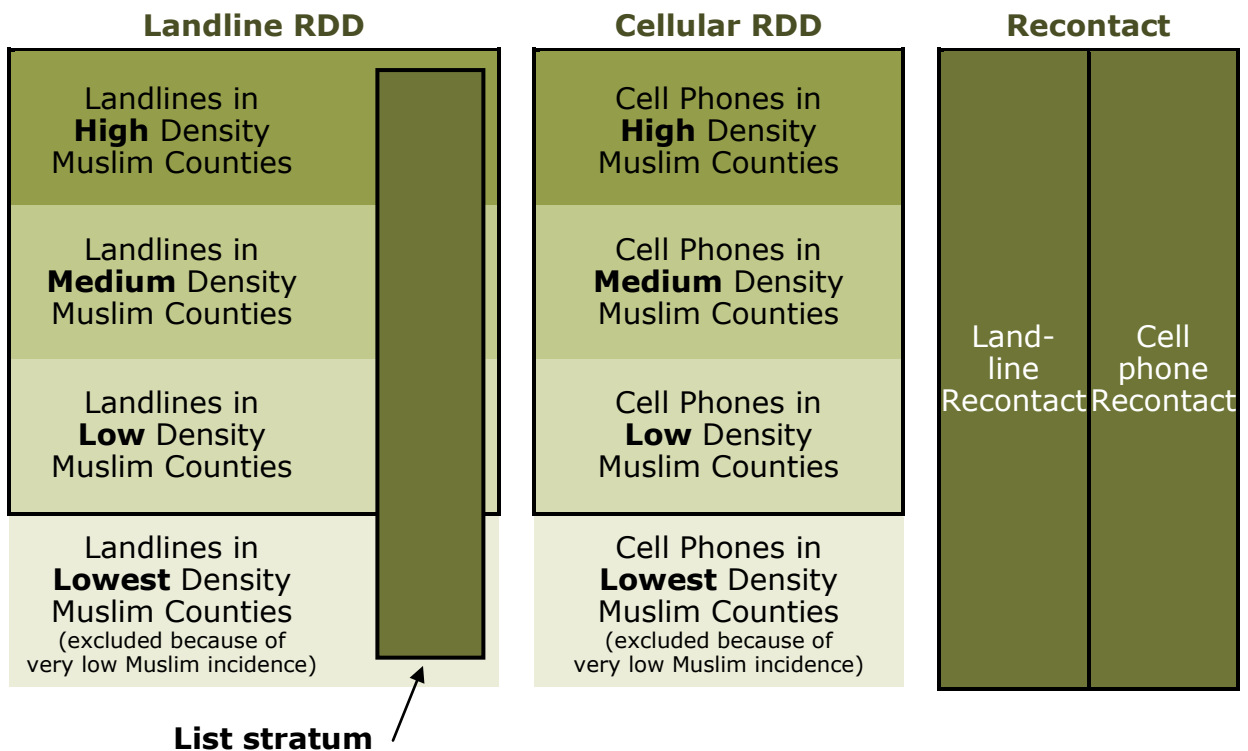 Landline RDD
Landlines in
High Density
Muslim Counties
Landlines in
Medium Density
Muslim Counties
Landlines in
Low Density
Muslim Counties
Landlines in
Lowest Density
Muslim Counties
(excluded because of
very low Muslim incidence)
List stratum
Cellular RDD
Cell Phones in
High Density
Muslim Counties
Cell Phones in
Medium Density
Muslim Counties
Cell Phones in
Low Density
Muslim Counties
Cell Phones in
Lowest Density
Muslim Counties
(excluded because of
very low Muslim incidence)
Recontact
Land-
line
Recontact
Cell
phone
Recontact